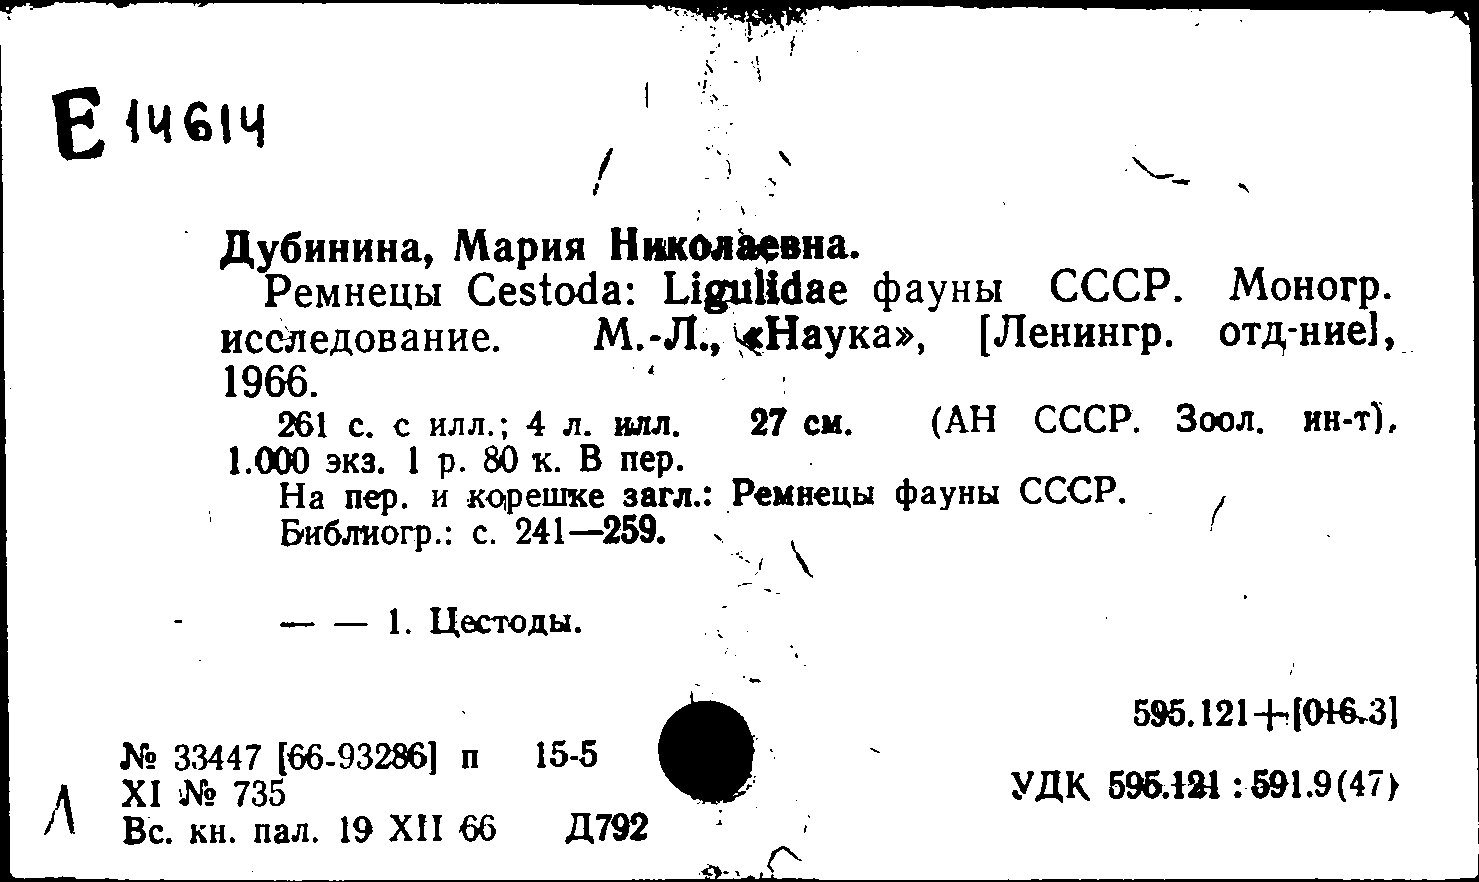 Е 14614
Дубинина, Мария Николаевна.
Ремнецы Cestoda: Ligulidae фауны СССР. Моногр.
исследование. М.-Л., «Наука», [Ленингр. отд-ние],
1966.
261 с. с илл.; 4 л. илл. 27 см. (АН СССР. Зоол. ин-т).
1.000 экз. 1 р. 80 к. В пер.
На пер. и корешке загл.: Ремнецы фауны СССР.
Библиогр.: с. 241—259.
— — 1. Цестоды.
595.121+[016.3]
№ 33447 [66-93286] п 15-5
XI № 735
УДК 595.121 : 591.9(47)
Вс. кн. пал. 19 XII 66 Д792
Л